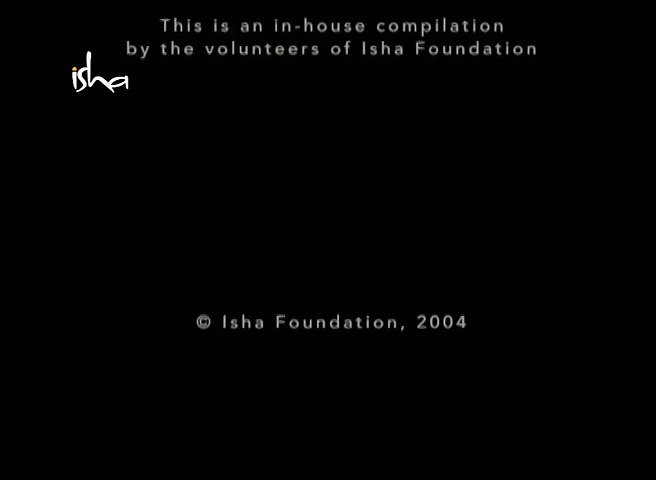 This is an in-house compilation
by the volunteers of Isha Foundation
isha
© Isha Foundation, 2004